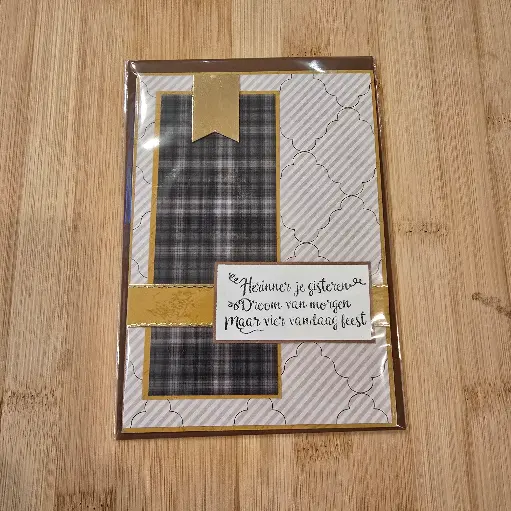 Herinner je gisteren
Droom van morgen
Maar vier vandaag feest